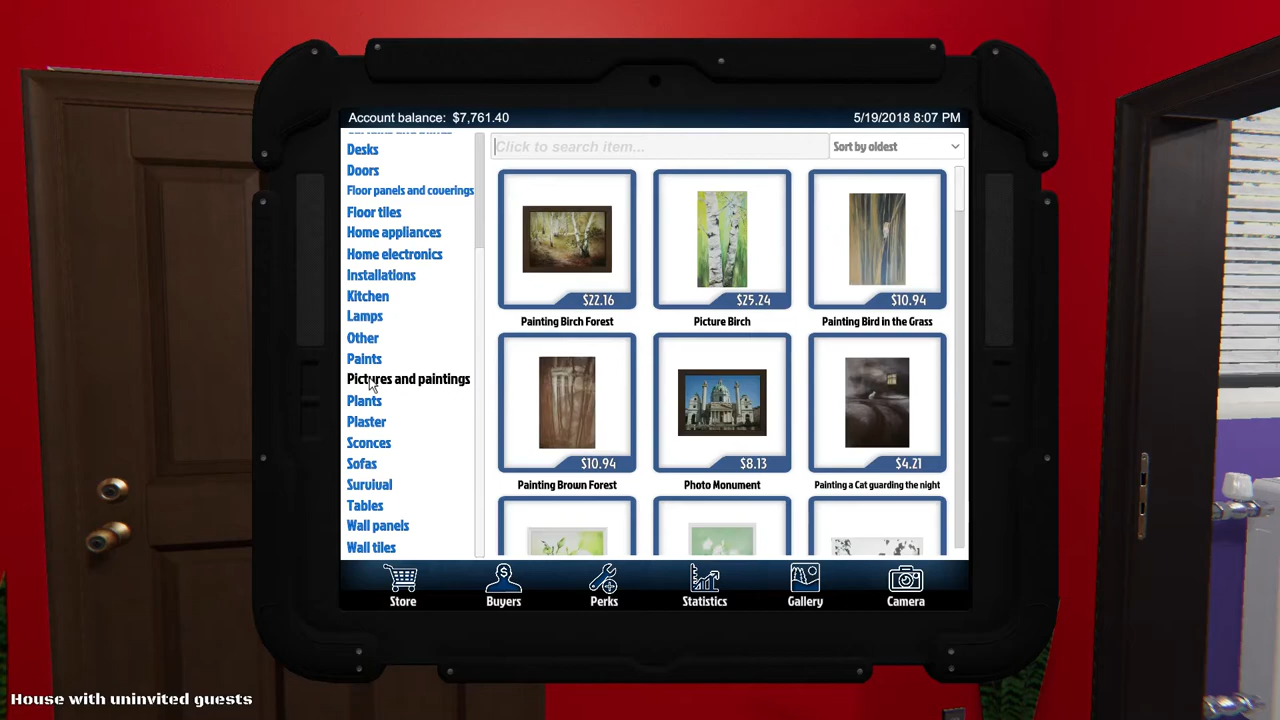 Account balance: $7,761.40
5/19/2018 8:07 PM
Click to search item...
Sort by oldest
Desks
Doors
Floor panels and coverings
Floor tiles
Home appliances
Home electronics
Installations
Kitchen
Lamps
Other
Paints
Pictures and paintings
Plants
Plaster
Sconces
Sofas
Survival
Tables
Wall panels
Wall tiles
$22.16
$25.24
$10.94
Painting Birch Forest
Picture Birch
Painting Bird in the Grass
$10.94
$8.13
$4.21
Painting Brown Forest
Photo Monument
Painting a Cat guarding the night
Store
Buyers
Perks
Statistics
Gallery
Camera
House with uninvited guests